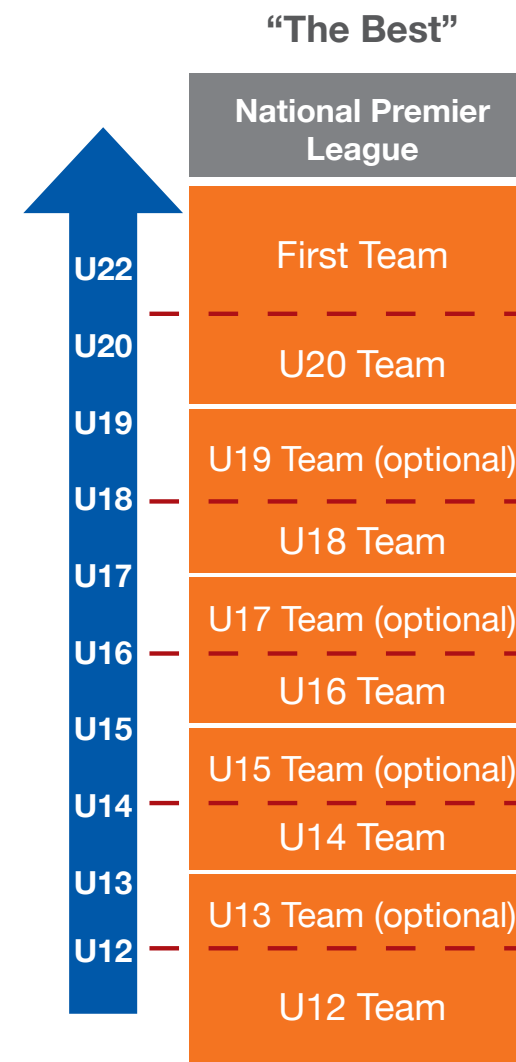 “The Best”
National Premier
League
U22
U20
U19
U18
U17
U16
U15
U14
U13
U12
First Team
U20 Team
U19 Team (optional)
U18 Team
U17 Team (optional)
U16 Team
U15 Team (optional)
U14 Team
U13 Team (optional)
U12 Team